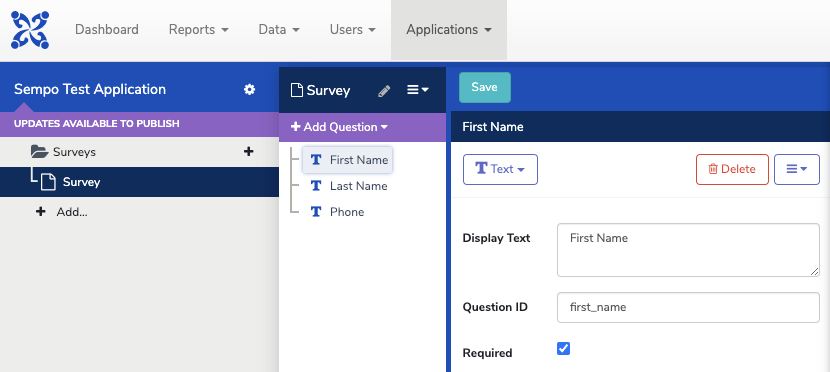 Dashboard Reports Data Users Applications
Sempo Test Application
UPDATES AVAILABLE TO PUBLISH
Surveys
Survey
Add...
Survey
Add Question
First Name
Last Name
Phone
Save
First Name
Text Delete
Display Text First Name
Question ID first_name
Required